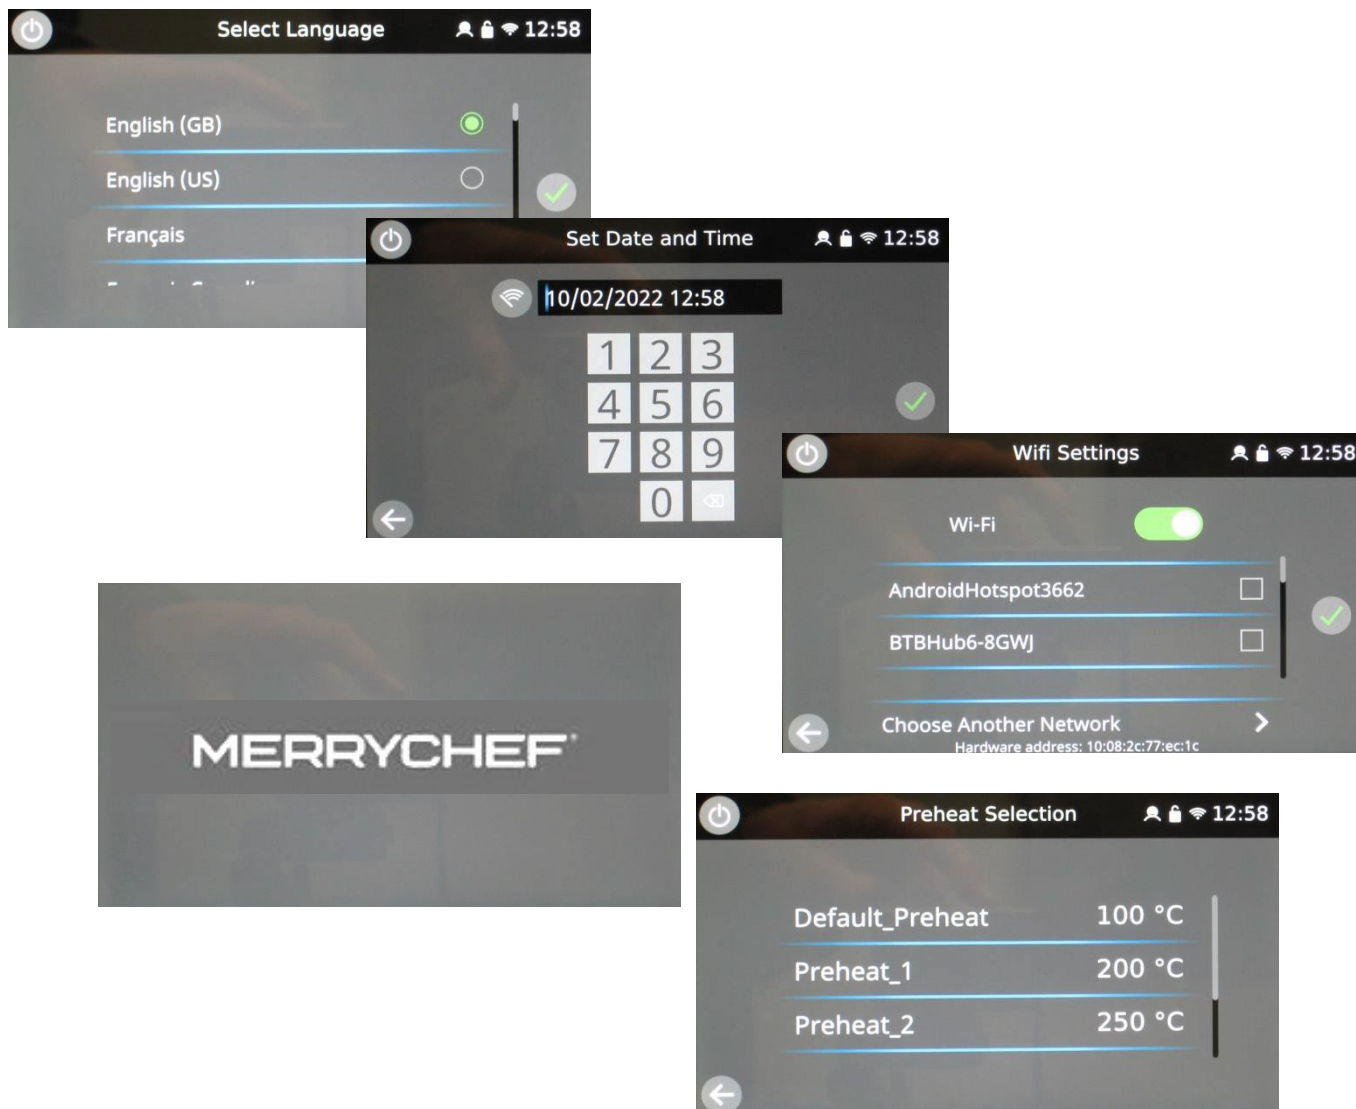 Select Language
12:58
English (GB)
English (US)
Français
Set Date and Time
12:58
10/02/2022 12:58
1 2 3
4 5 6
7 8 9
0
Wifi Settings
12:58
Wi-Fi
AndroidHotspot3662
BTBHub6-8GWJ
Choose Another Network
Hardware address: 10:08:2c:77:ec:1c
MERRYCHEF
Preheat Selection
12:58
Default_Preheat 100 °C
Preheat_1 200 °C
Preheat_2 250 °C